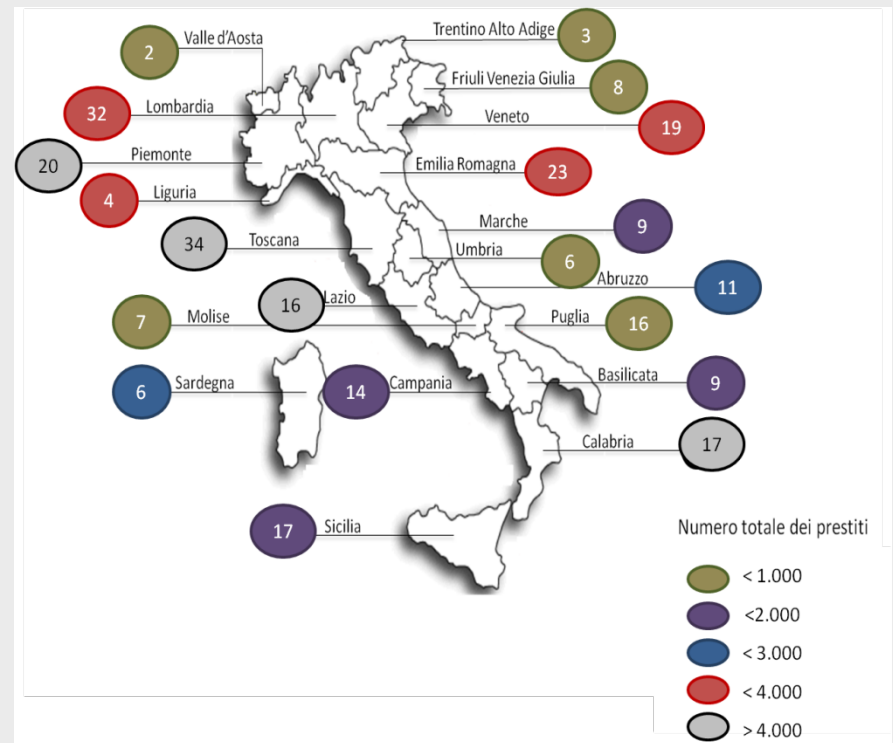 2 Valle d'Aosta
Trentino Alto Adige 3
Friuli Venezia Giulia 8
32 Lombardia
Veneto 19
20 Piemonte
Emilia Romagna 23
4 Liguria
Marche 9
34 Toscana
Umbria 6
Abruzzo 11
16 Lazio
7 Molise
Puglia 16
6 Sardegna
14 Campania
Basilicata 9
Calabria 17
17 Sicilia
Numero totale dei prestiti
< 1.000
<2.000
< 3.000
< 4.000
> 4.000